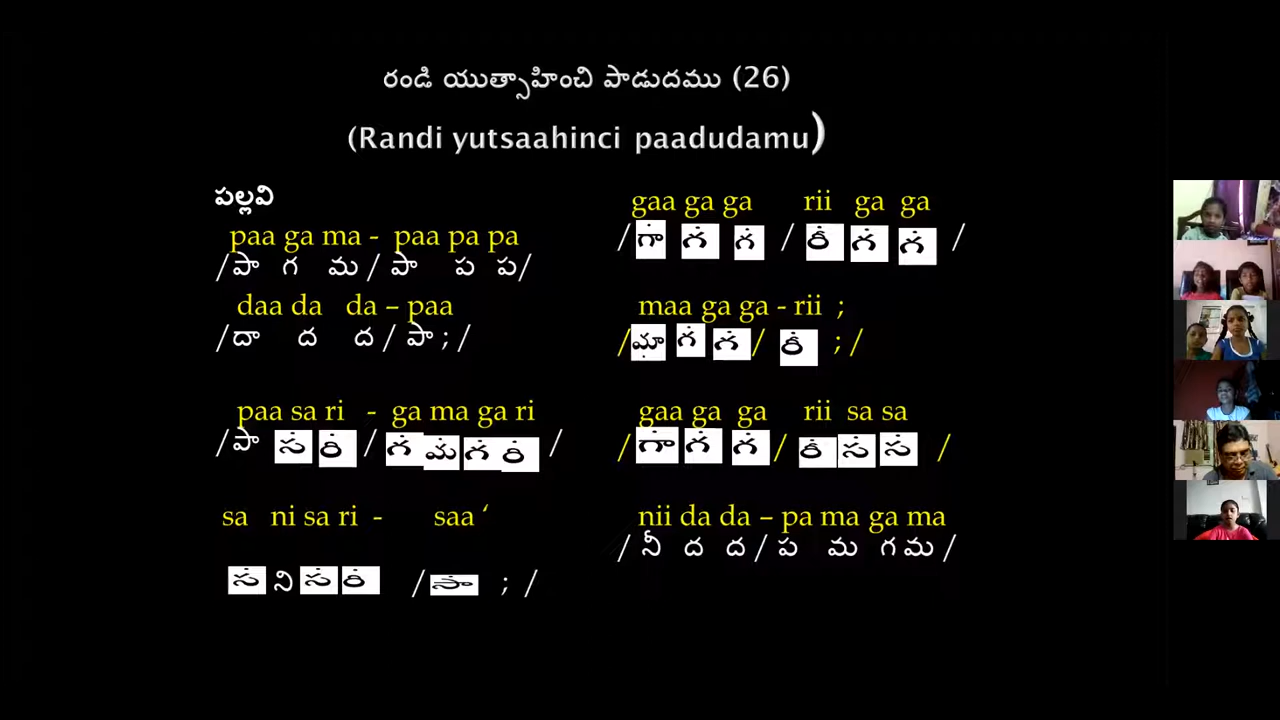 రండి యుత్సాహించి పాడుదము (26)
(Randi yutsaahinci paadudamu)
పల్లవి
paa ga ma - paa pa pa
/పా గ మ / పా ప ప/
daa da da – paa
/దా ద ద / పా ; /
paa sa ri - ga ma ga ri
/పా స̇ రి̇ / గ̇ మ̇ గ̇ రి̇ /
sa ni sa ri - saa ‘
స̇ ని స̇ రి̇ / సా̇ ; /
gaa ga ga rii ga ga
/ గా̇ గ̇ గ̇ / రీ̇ గ̇ గ̇ /
maa ga ga - rii ;
/ మా̇ గ̇ గ̇ / రీ̇ ; /
gaa ga ga rii sa sa
/ గా̇ గ̇ గ̇ / రీ̇ స̇ స̇ /
nii da da – pa ma ga ma
/ నీ ద ద / ప మ గ మ /